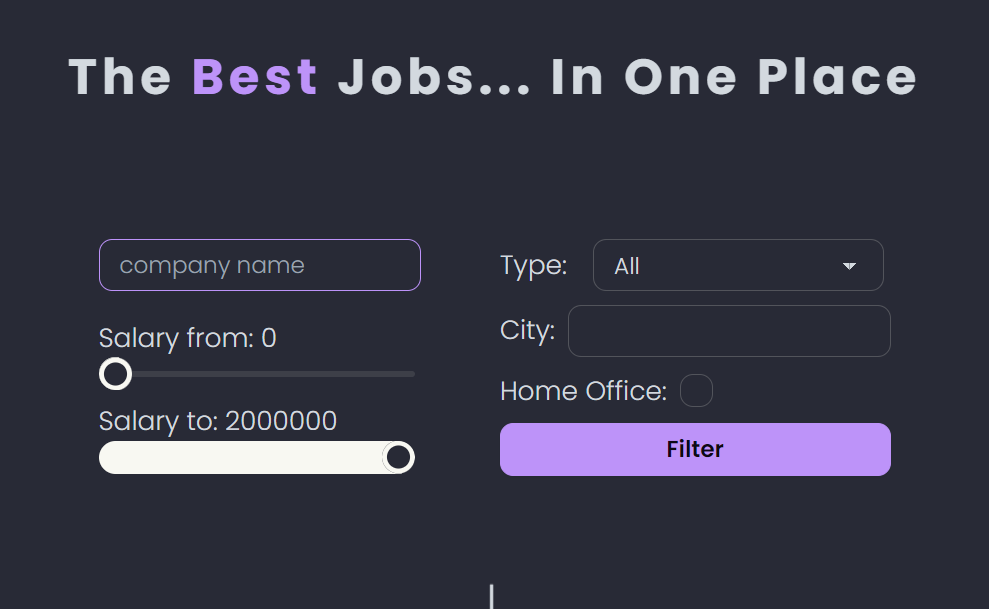 The Best Jobs... In One Place
company name
Salary from: 0
Salary to: 2000000
Type: All
City:
Home Office:
Filter